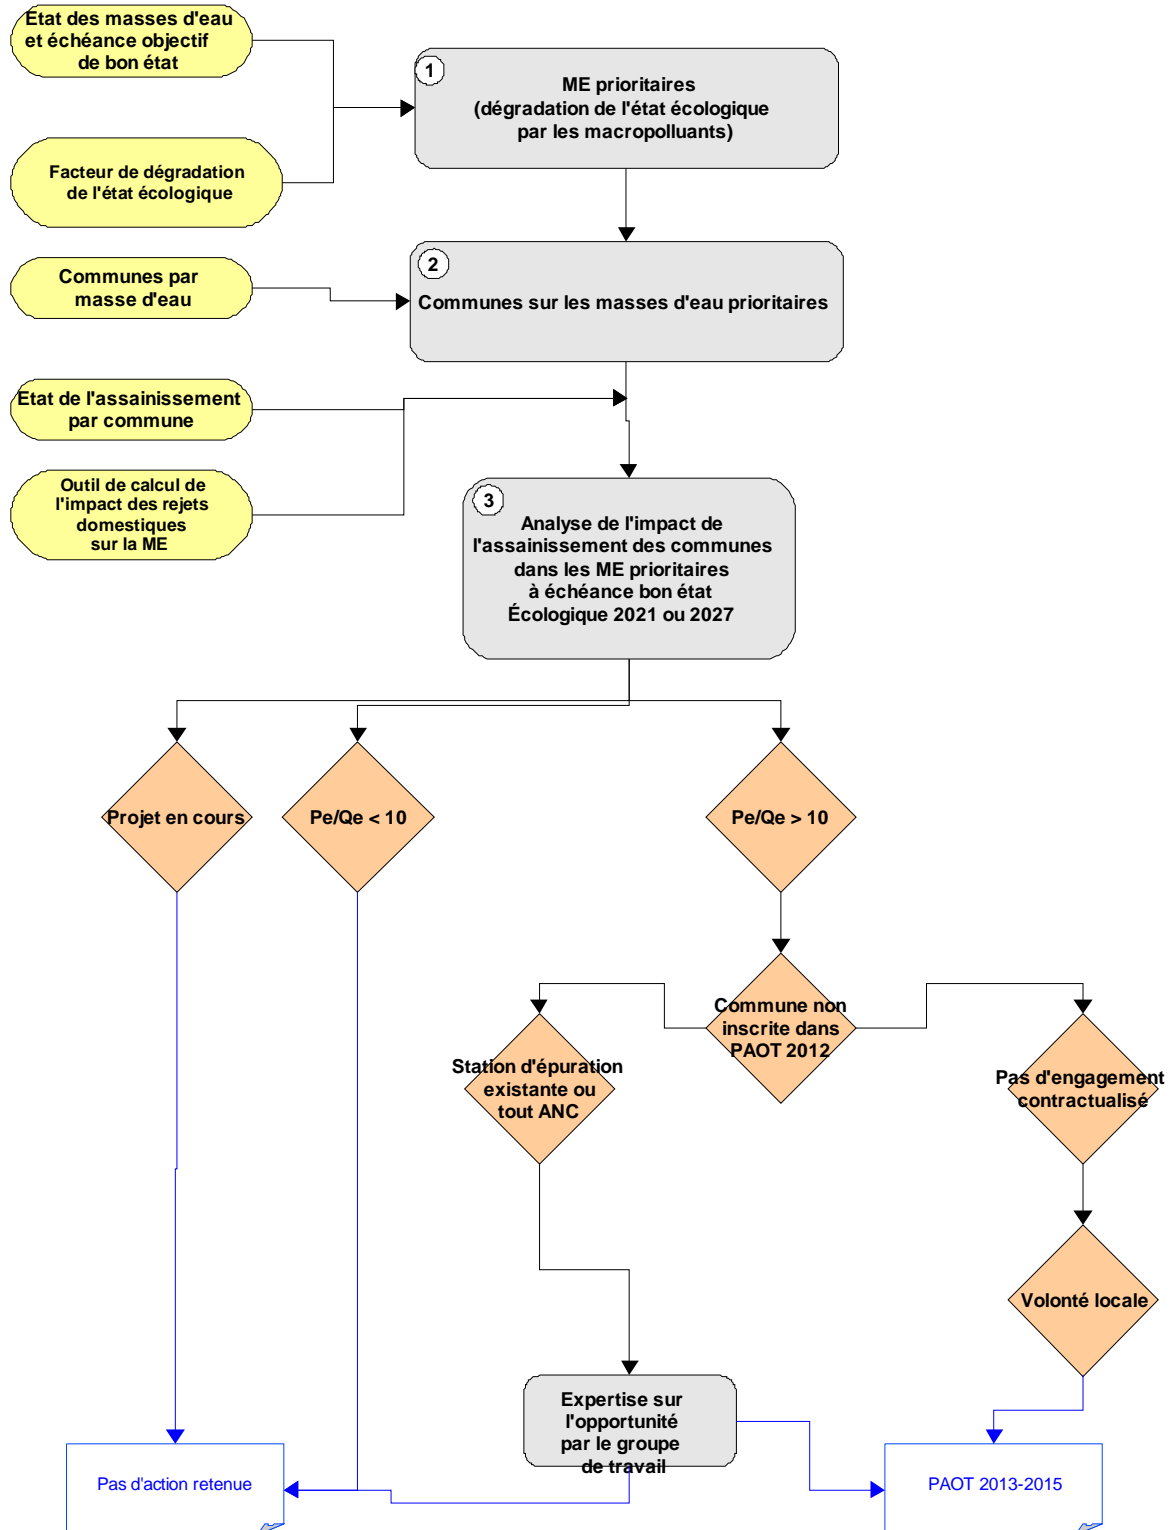 Etat des masses d'eau
et échéance objectif
de bon état
1
ME prioritaires
(dégradation de l'état écologique
par les macropolluants)
Facteur de dégradation
de l'état écologique
2
Communes par
masse d'eau
Communes sur les masses d'eau prioritaires
Etat de l'assainissement
par commune
Outil de calcul de
l'impact des rejets
domestiques
sur la ME
3
Analyse de l'impact de
l'assainissement des communes
dans les ME prioritaires
à échéance bon état
Écologique 2021 ou 2027
Projet en cours
Pe/Qe < 10
Pe/Qe > 10
Commune non
inscrite dans
PAOT 2012
Station d'épuration
existante ou
tout ANC
Pas d'engagement
contractualisé
Volonté locale
Expertise sur
l'opportunité
par le groupe
de travail
Pas d'action retenue
PAOT 2013-2015